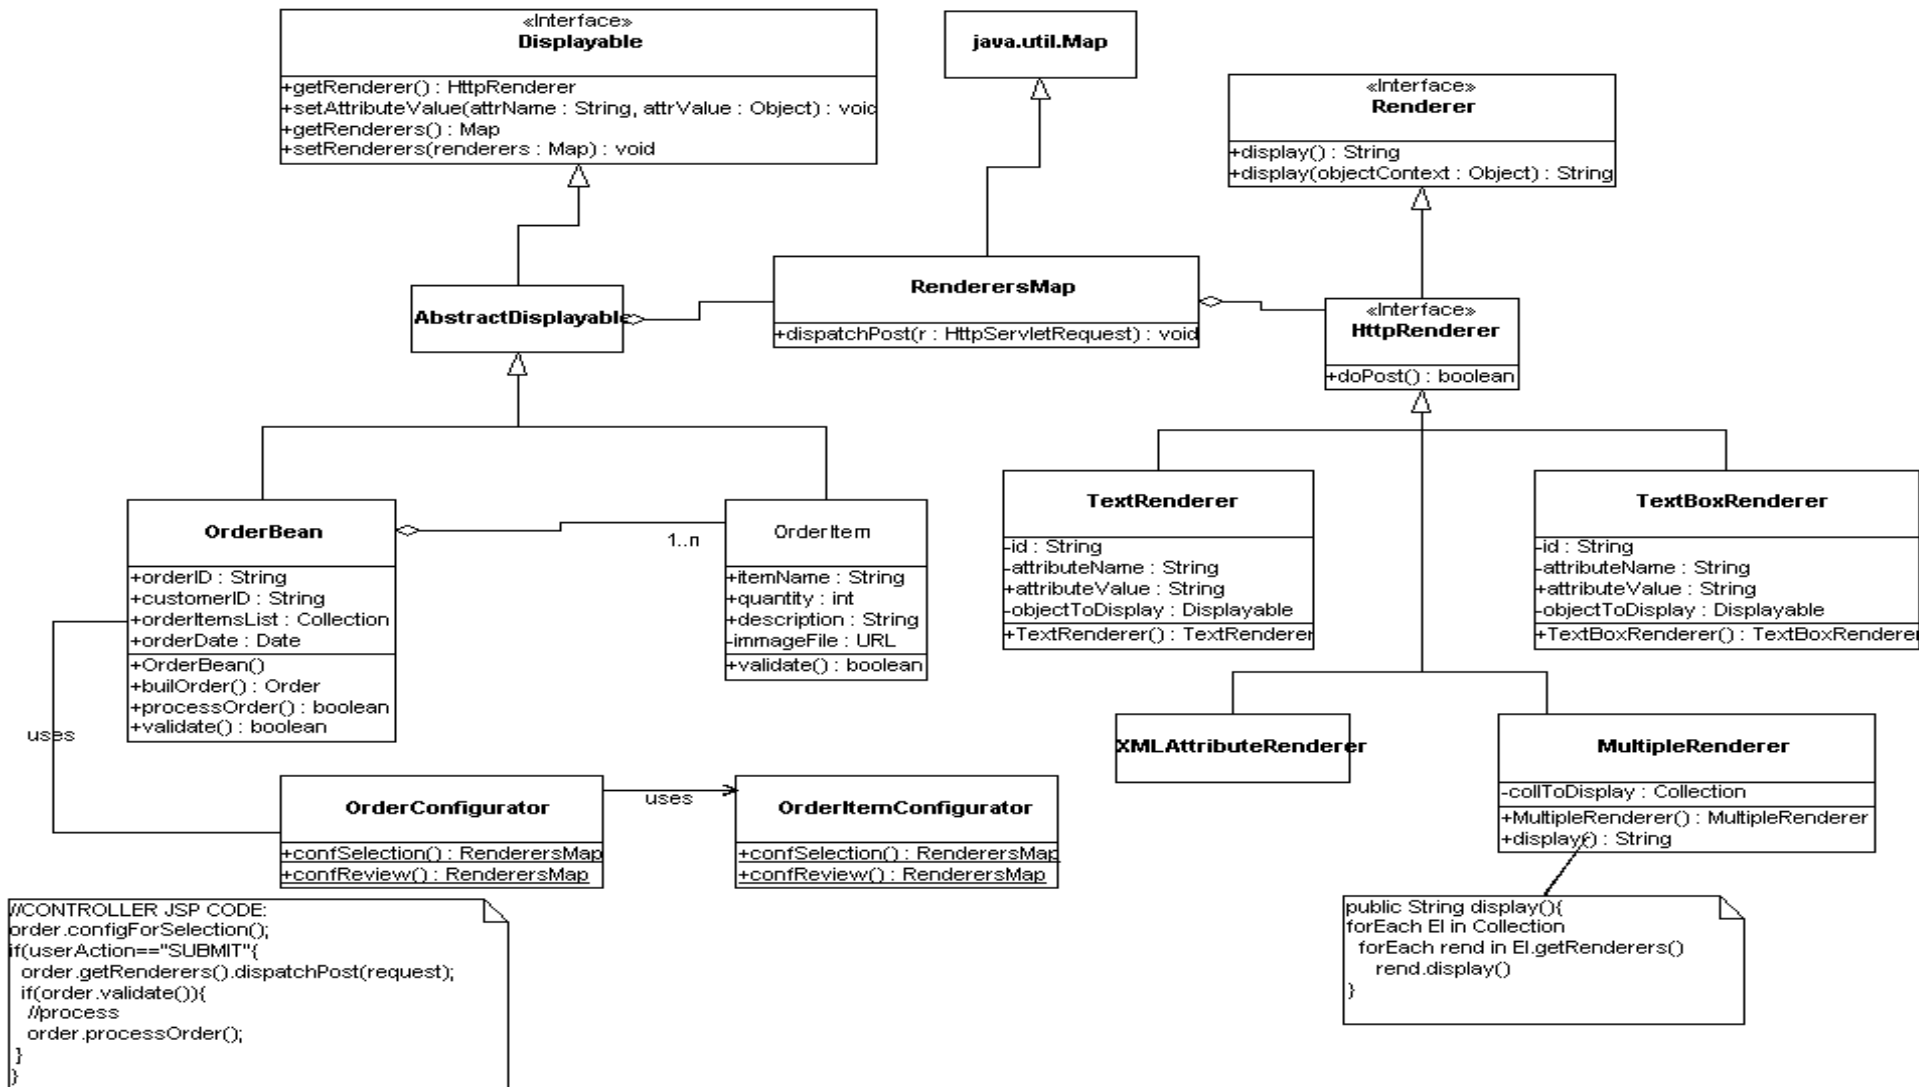 «Interface»
Displayable
+getRenderer() : HttpRenderer
+setAttributeValue(attrName : String, attrValue : Object) : void
+getRenderers() : Map
+setRenderers(renderers : Map) : void
java.util.Map
«Interface»
Renderer
+display() : String
+display(objectContext : Object) : String
AbstractDisplayable
RenderersMap
+dispatchPost(r : HttpServletRequest) : void
«Interface»
HttpRenderer
+doPost() : boolean
OrderBean
+orderID : String
+customerID : String
+orderItemsList : Collection
+orderDate : Date
+OrderBean()
+builOrder() : Order
+processOrder() : boolean
+validate() : boolean
1..n
OrderItem
+itemName : String
+quantity : int
+description : String
-immageFile : URL
+validate() : boolean
TextRenderer
-id : String
-attributeName : String
+attributeValue : String
-objectToDisplay : Displayable
+TextRenderer() : TextRenderer
TextBoxRenderer
-id : String
-attributeName : String
+attributeValue : String
-objectToDisplay : Displayable
+TextBoxRenderer() : TextBoxRenderer
uses
XMLAttributeRenderer
MultipleRenderer
-collToDisplay : Collection
+MultipleRenderer() : MultipleRenderer
+display() : String
OrderConfigurator
+confSelection() : RenderersMap
+confReview() : RenderersMap
uses
OrderItemConfigurator
+confSelection() : RenderersMap
+confReview() : RenderersMap
//CONTROLLER JSP CODE:
order.configForSelection();
if(userAction=="SUBMIT"{
order.getRenderers().dispatchPost(request);
if(order.validate()){
//process
order.processOrder();
}
}
public String display(){
forEach El in Collection
forEach rend in El.getRenderers()
rend.display()
}